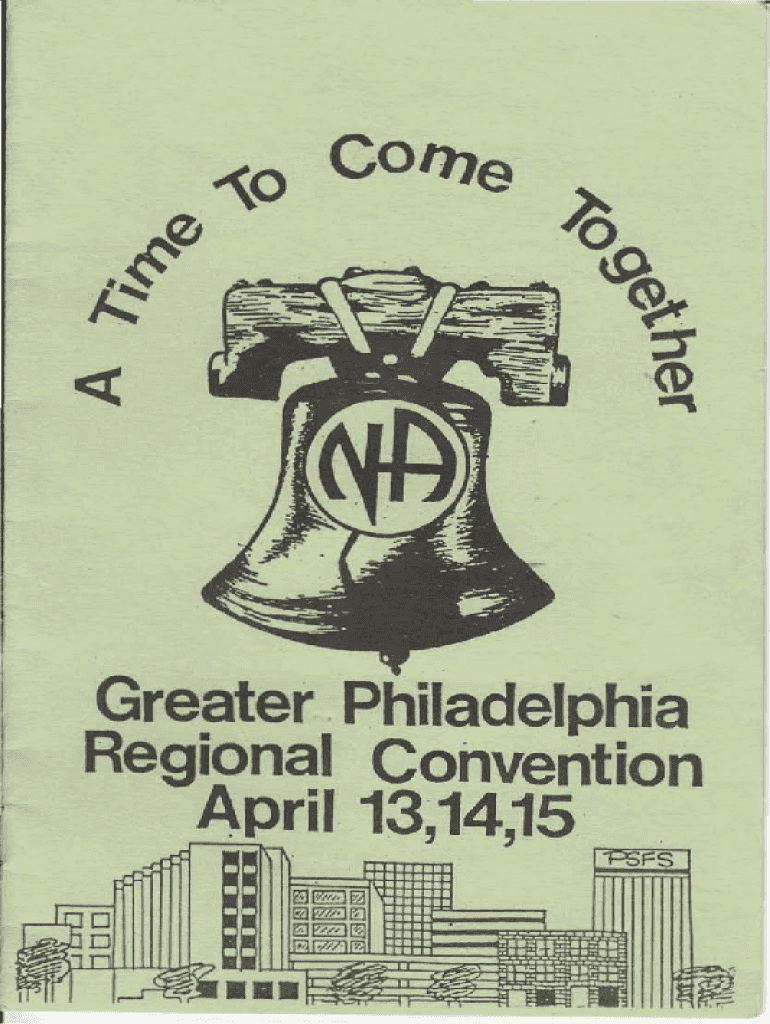 A Time To Come Together
NA
Greater Philadelphia
Regional Convention
April 13,14,15
PSFS